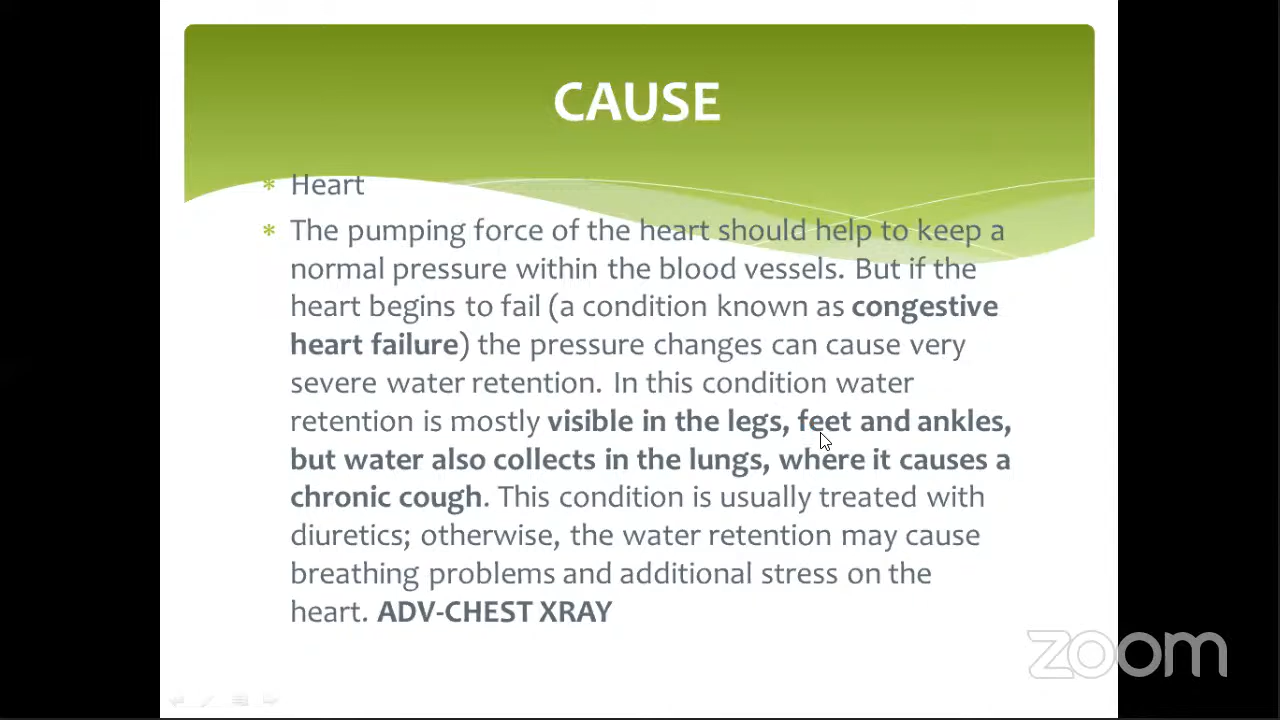 CAUSE
* Heart
* The pumping force of the heart should help to keep a
normal pressure within the blood vessels. But if the
heart begins to fail (a condition known as congestive
heart failure) the pressure changes can cause very
severe water retention. In this condition water
retention is mostly visible in the legs, feet and ankles,
but water also collects in the lungs, where it causes a
chronic cough. This condition is usually treated with
diuretics; otherwise, the water retention may cause
breathing problems and additional stress on the
heart. ADV-CHEST XRAY
zoom